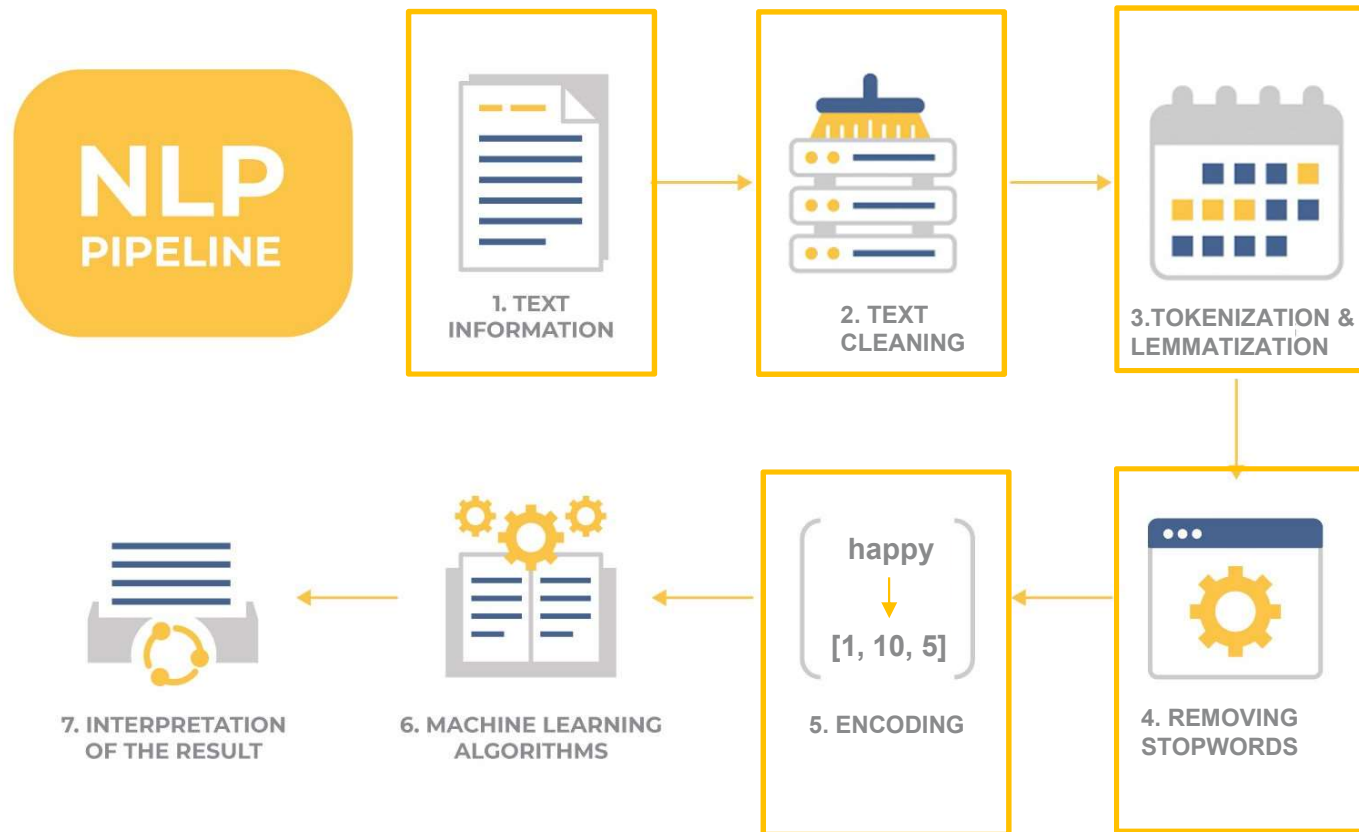 NLP
PIPELINE
1. TEXT
INFORMATION
2. TEXT
CLEANING
3.TOKENIZATION &
LEMMATIZATION
4. REMOVING
STOPWORDS
happy
[1, 10, 5]
5. ENCODING
6. MACHINE LEARNING
ALGORITHMS
7. INTERPRETATION
OF THE RESULT